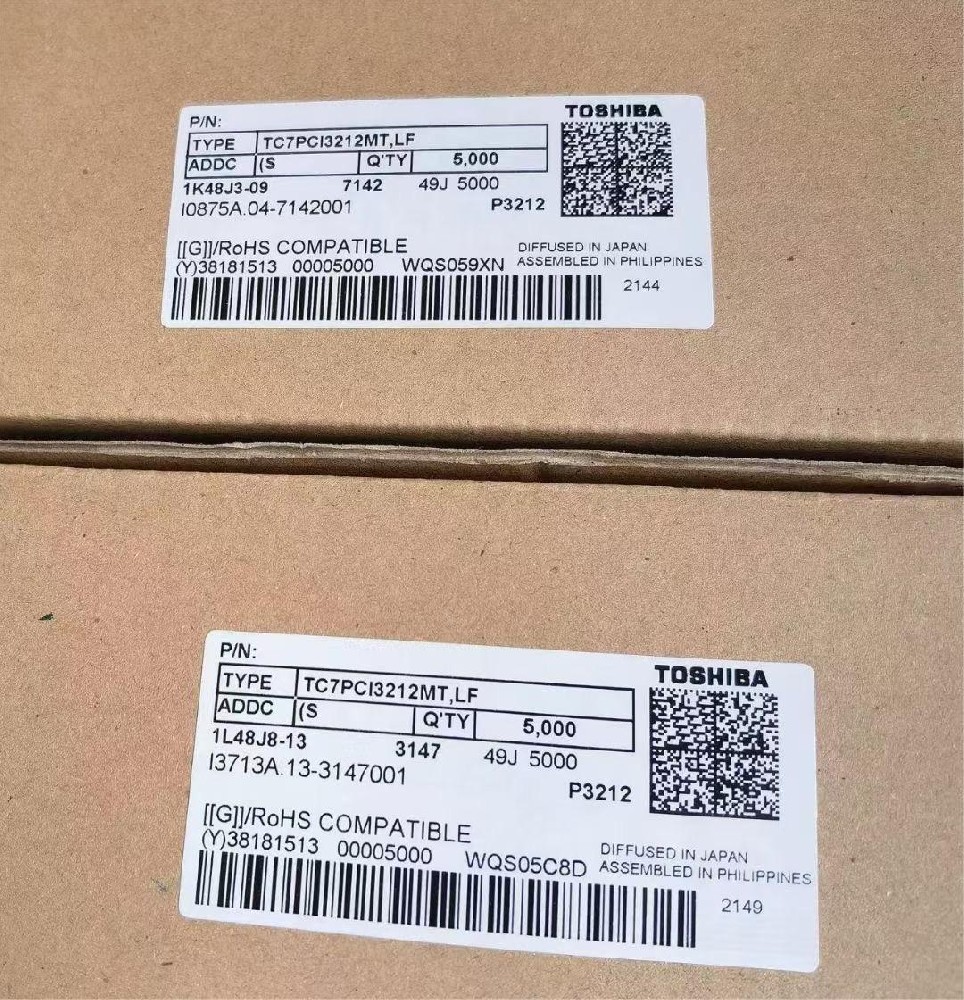 P/N:
TOSHIBA
TYPE TC7PCI3212MT,LF
ADDC (S Q'TY 5,000
1K48J3-09 7142 49J 5000
I0875A.04-7142001 P3212
[[G]]/RoHS COMPATIBLE DIFFUSED IN JAPAN
(Y)38181513 00005000 WQS059XN ASSEMBLED IN PHILIPPINES
2144
P/N:
TOSHIBA
TYPE TC7PCI3212MT,LF
ADDC (S Q'TY 5,000
1L48J8-13 3147 49J 5000
I3713A.13-3147001 P3212
[[G]]/RoHS COMPATIBLE DIFFUSED IN JAPAN
(Y)38181513 00005000 WQS05C8D ASSEMBLED IN PHILIPPINES
2149